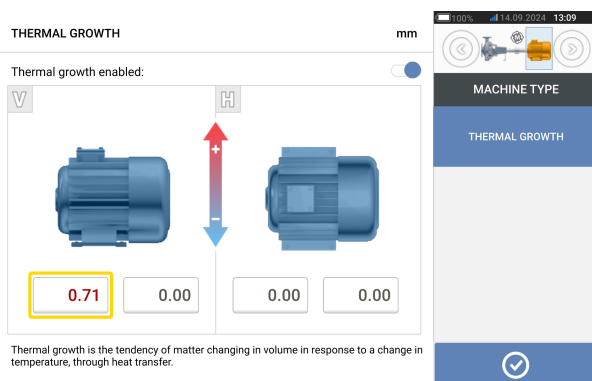 100% 14.09.2024 13:09
THERMAL GROWTH mm
Thermal growth enabled:
V H
+
−
0.71 0.00 0.00 0.00
Thermal growth is the tendency of matter changing in volume in response to a change in
temperature, through heat transfer.
MACHINE TYPE
THERMAL GROWTH